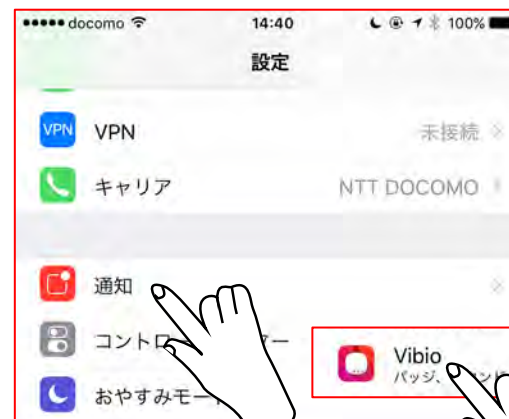 docomo 14:40 100%
設定
VPN VPN 未接続
キャリア NTT DOCOMO
通知
コントロ ー
おやすみモー
Vibio
バッジ、